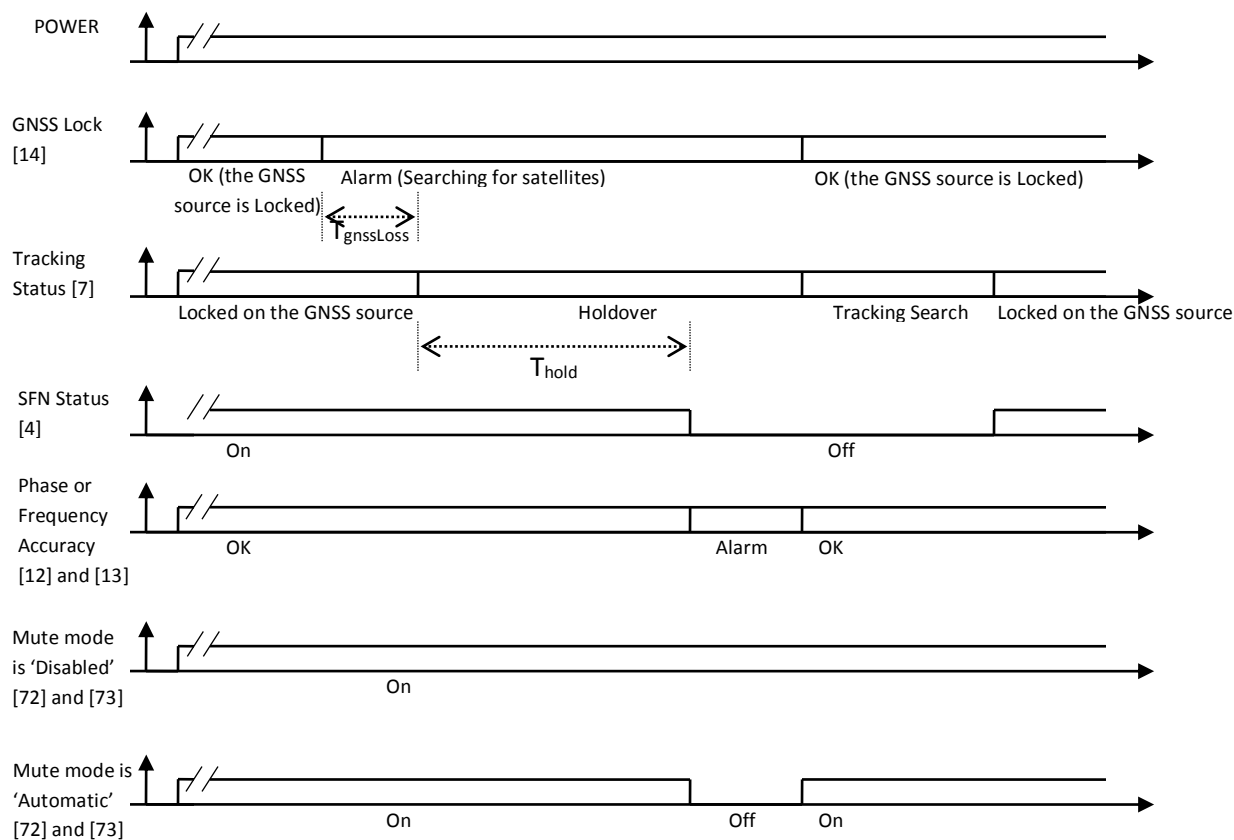 POWER
GNSS Lock
[14]
OK (the GNSS
source is Locked)
Alarm (Searching for satellites)
OK (the GNSS source is Locked)
TgnssLoss
Tracking
Status [7]
Locked on the GNSS source
Holdover
Tracking Search
Locked on the GNSS source
Thold
SFN Status
[4]
On
Off
Phase or
Frequency
Accuracy
[12] and [13]
OK
Alarm
OK
Mute mode
is ‘Disabled’
[72] and [73]
On
Mute mode is
‘Automatic’
[72] and [73]
On
Off
On